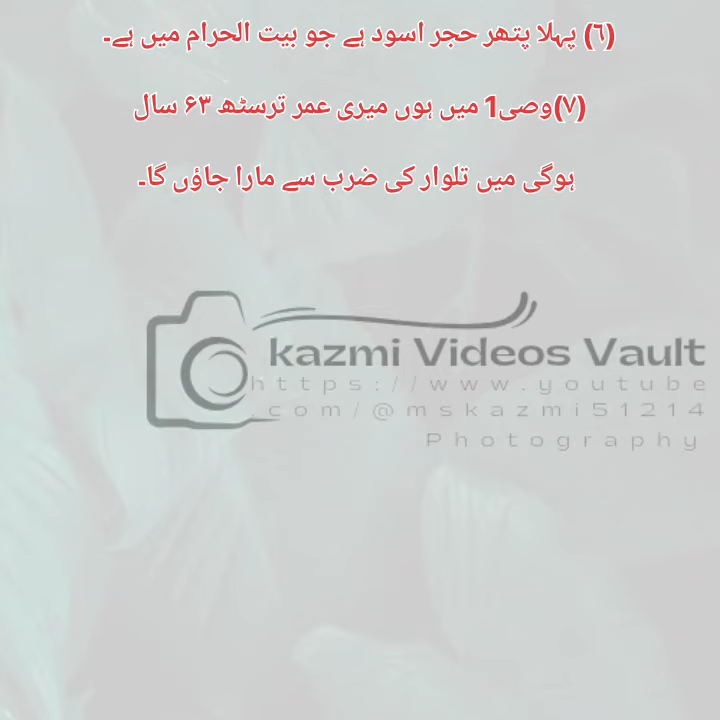 (٦) پہلا پتھر حجر اسود ہے جو بیت الحرام میں ہے۔
(٧)وصی1 میں ہوں میری عمر ترسٹھ ۶۳ سال
ہوگی میں تلوار کی ضرب سے مارا جاؤں گا۔
kazmi Videos Vault
https://www.youtube
.com/@mskazmi51214
Photography